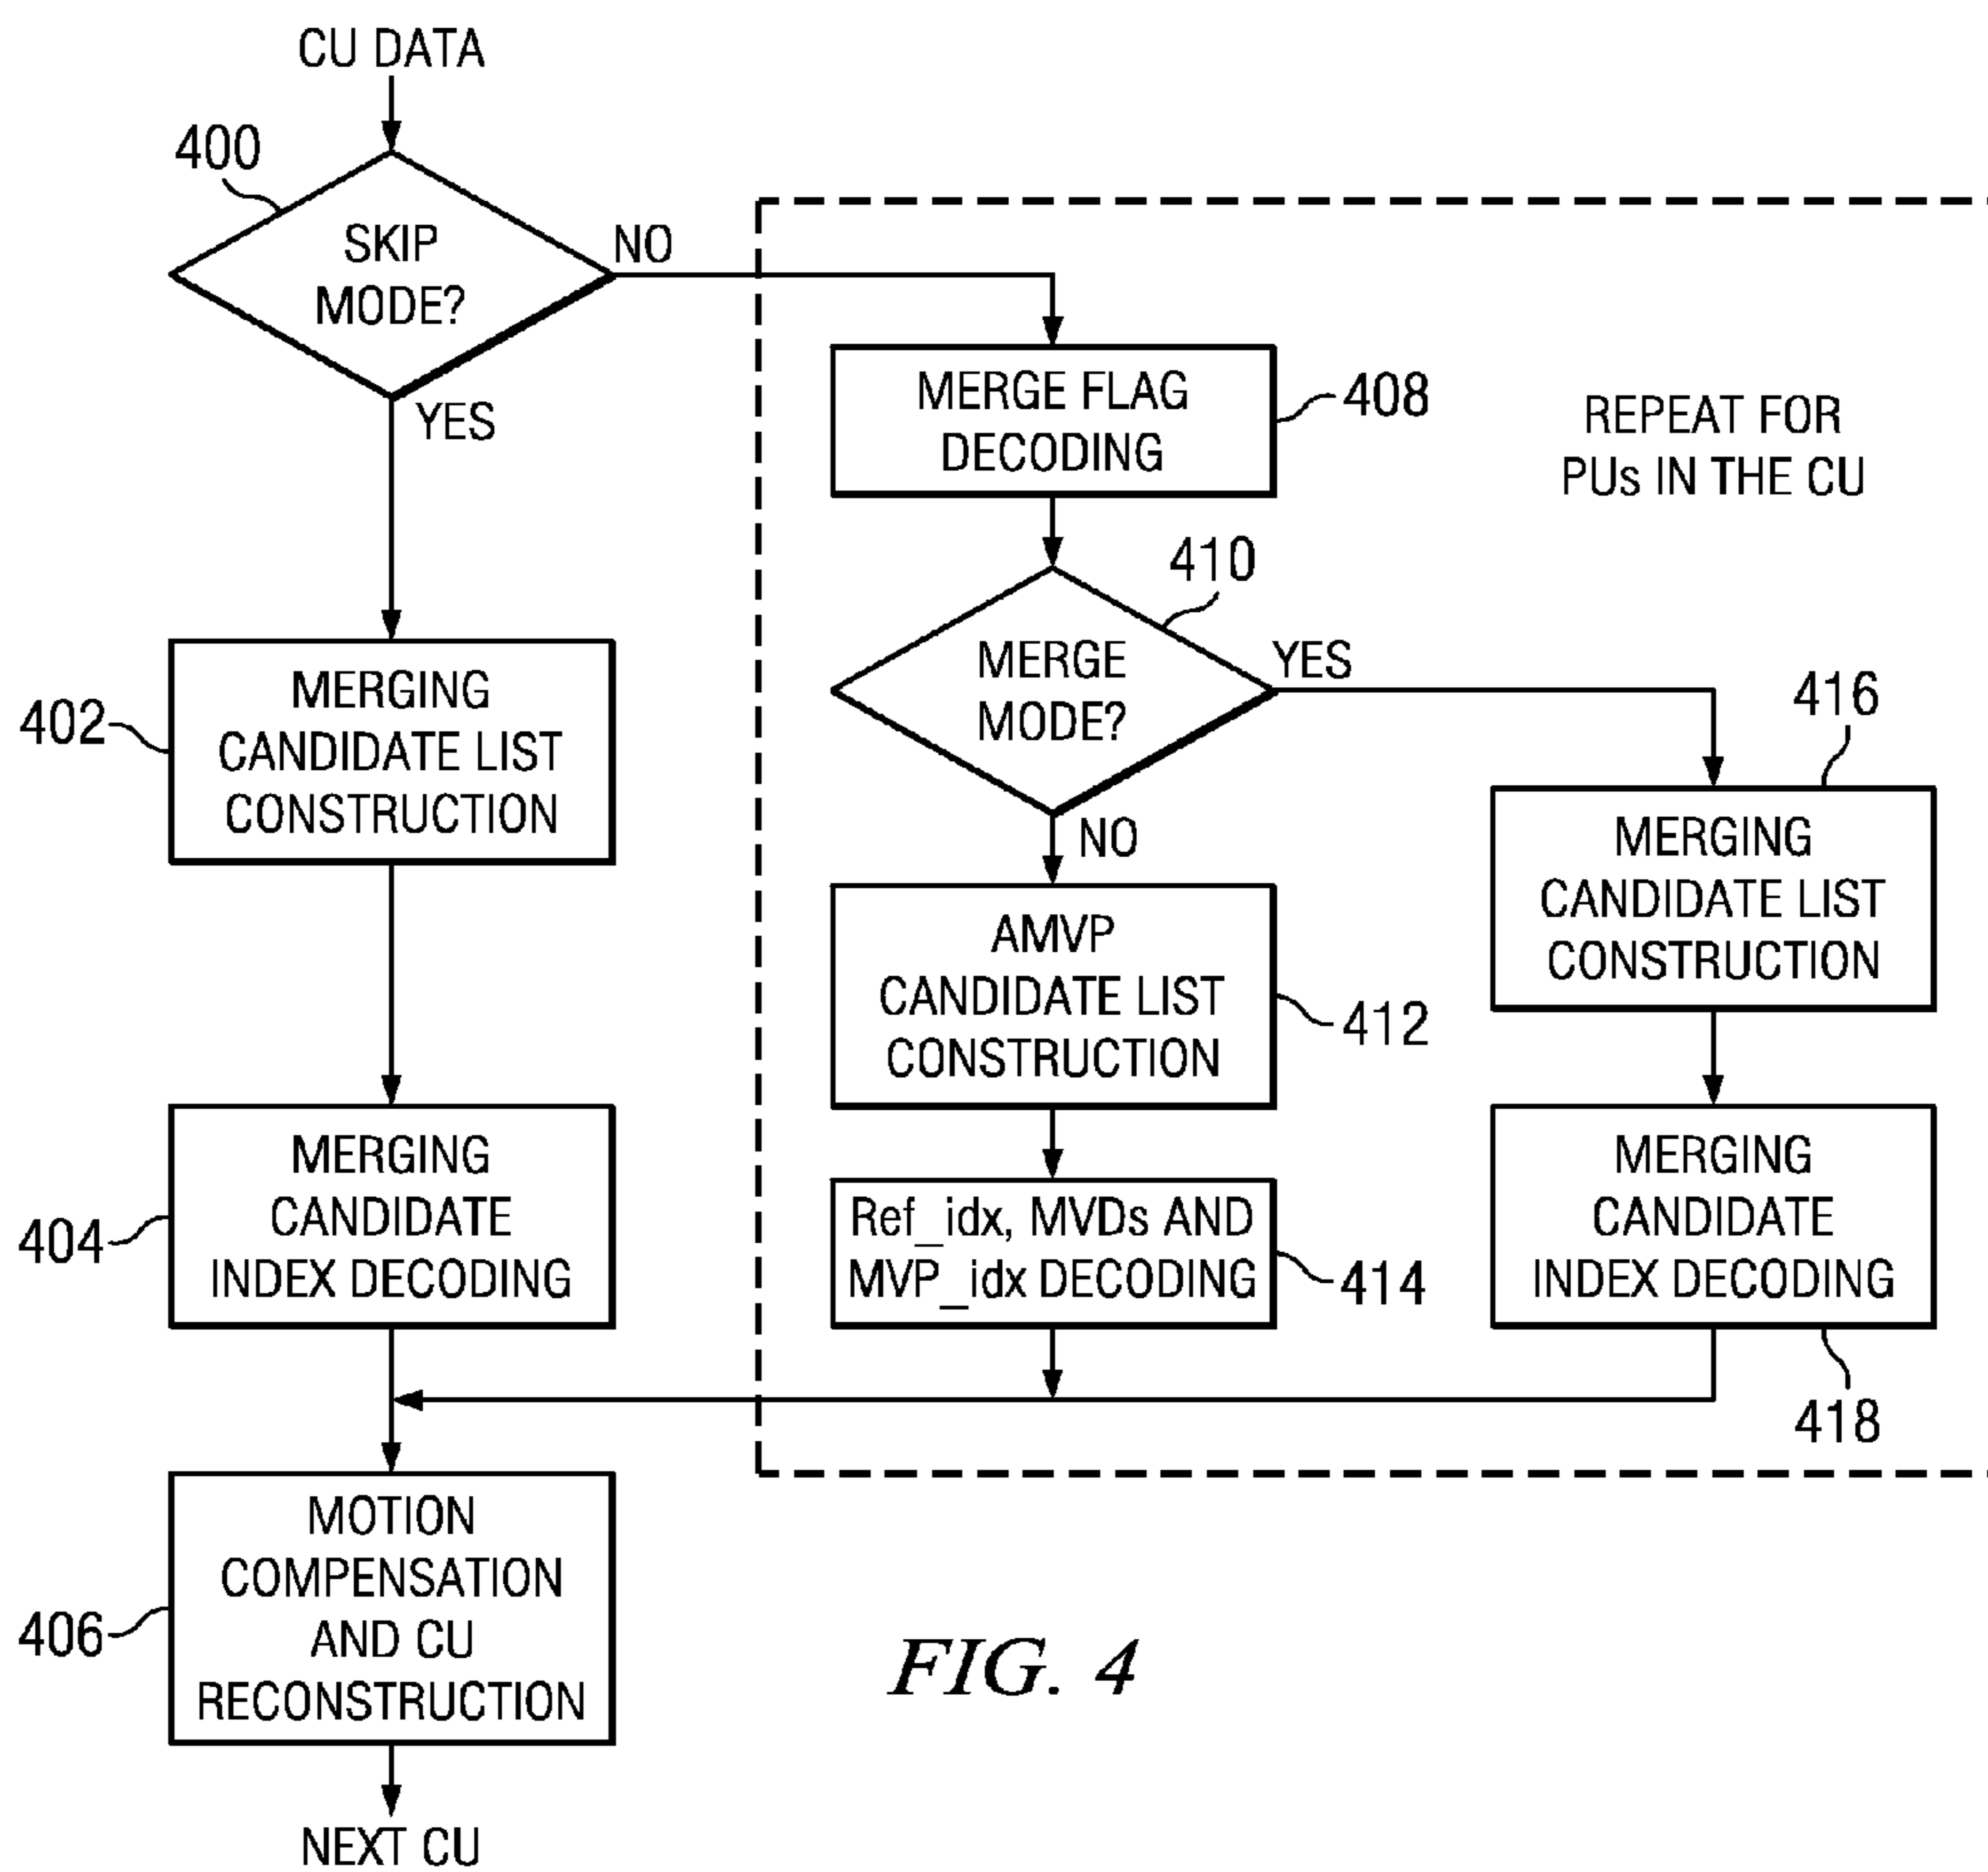 CU DATA
400
SKIP
MODE?
NO
YES
402
MERGING
CANDIDATE LIST
CONSTRUCTION
404
MERGING
CANDIDATE
INDEX DECODING
406
MOTION
COMPENSATION
AND CU
RECONSTRUCTION
NEXT CU
MERGE FLAG
DECODING
408
REPEAT FOR
PUs IN THE CU
410
MERGE
MODE?
YES
NO
AMVP
CANDIDATE LIST
CONSTRUCTION
412
Ref_idx, MVDs AND
MVP_idx DECODING
414
416
MERGING
CANDIDATE LIST
CONSTRUCTION
MERGING
CANDIDATE
INDEX DECODING
418
FIG. 4